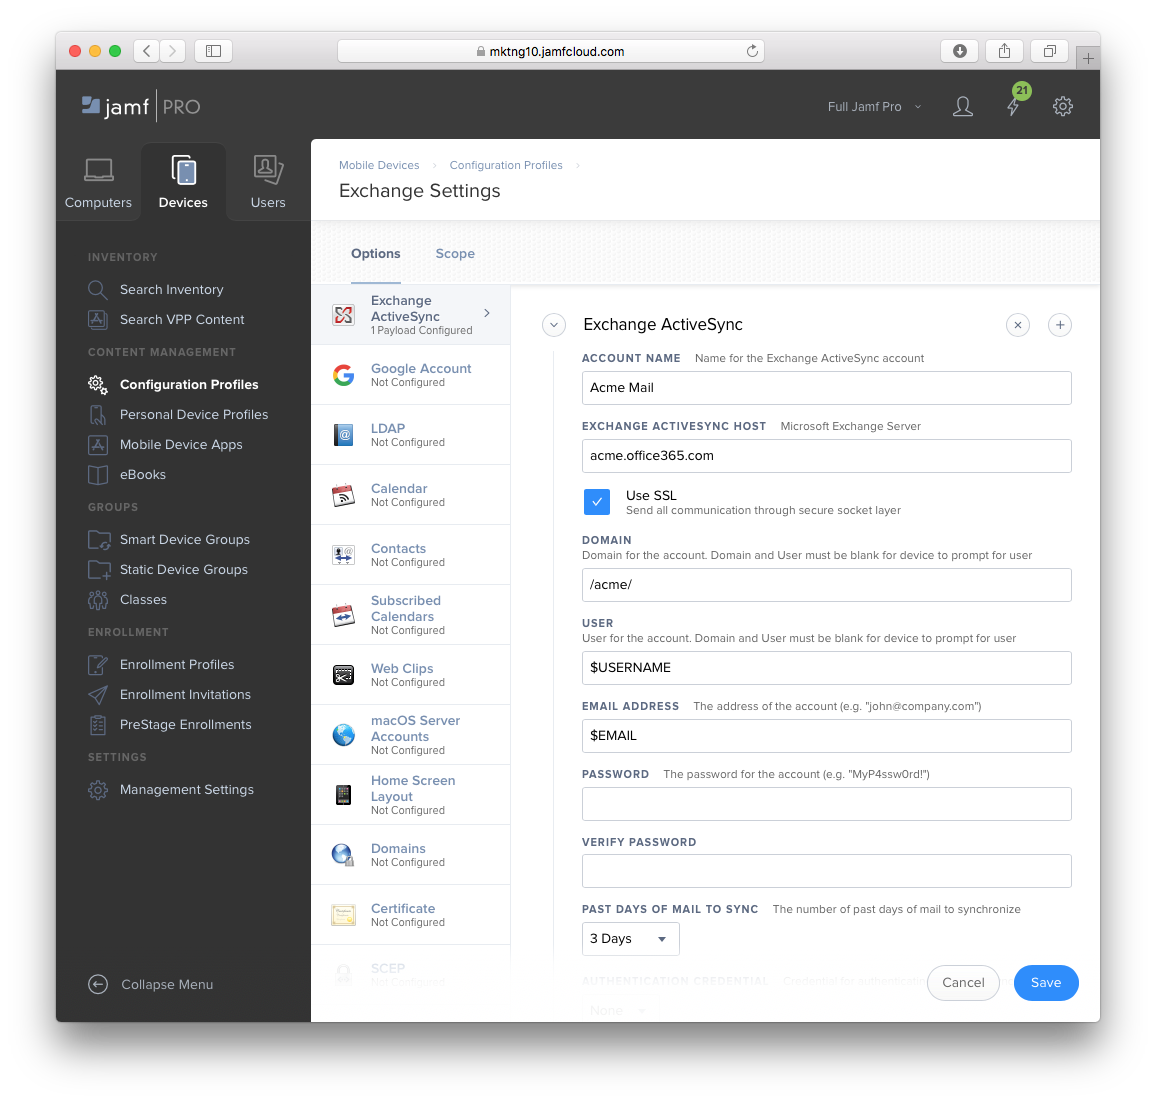 mktng10.jamfcloud.com
jamf PRO
Full Jamf Pro
21
Computers
Devices
Users
INVENTORY
Search Inventory
Search VPP Content
CONTENT MANAGEMENT
Configuration Profiles
Personal Device Profiles
Mobile Device Apps
eBooks
GROUPS
Smart Device Groups
Static Device Groups
Classes
ENROLLMENT
Enrollment Profiles
Enrollment Invitations
PreStage Enrollments
SETTINGS
Management Settings
Collapse Menu
Mobile Devices › Configuration Profiles ›
Exchange Settings
Options Scope
Exchange
ActiveSync
1 Payload Configured
Google Account
Not Configured
LDAP
Not Configured
Calendar
Not Configured
Contacts
Not Configured
Subscribed
Calendars
Not Configured
Web Clips
Not Configured
macOS Server
Accounts
Not Configured
Home Screen
Layout
Not Configured
Domains
Not Configured
Certificate
Not Configured
SCEP
Not Configured
Exchange ActiveSync
ACCOUNT NAME Name for the Exchange ActiveSync account
Acme Mail
EXCHANGE ACTIVESYNC HOST Microsoft Exchange Server
acme.office365.com
Use SSL
Send all communication through secure socket layer
DOMAIN
Domain for the account. Domain and User must be blank for device to prompt for user
/acme/
USER
User for the account. Domain and User must be blank for device to prompt for user
$USERNAME
EMAIL ADDRESS The address of the account (e.g. "john@company.com")
$EMAIL
PASSWORD The password for the account (e.g. "MyP4ssw0rd!")
VERIFY PASSWORD
PAST DAYS OF MAIL TO SYNC The number of past days of mail to synchronize
3 Days
AUTHENTICATION CREDENTIAL Credential for authenticatio
None
Cancel
Save